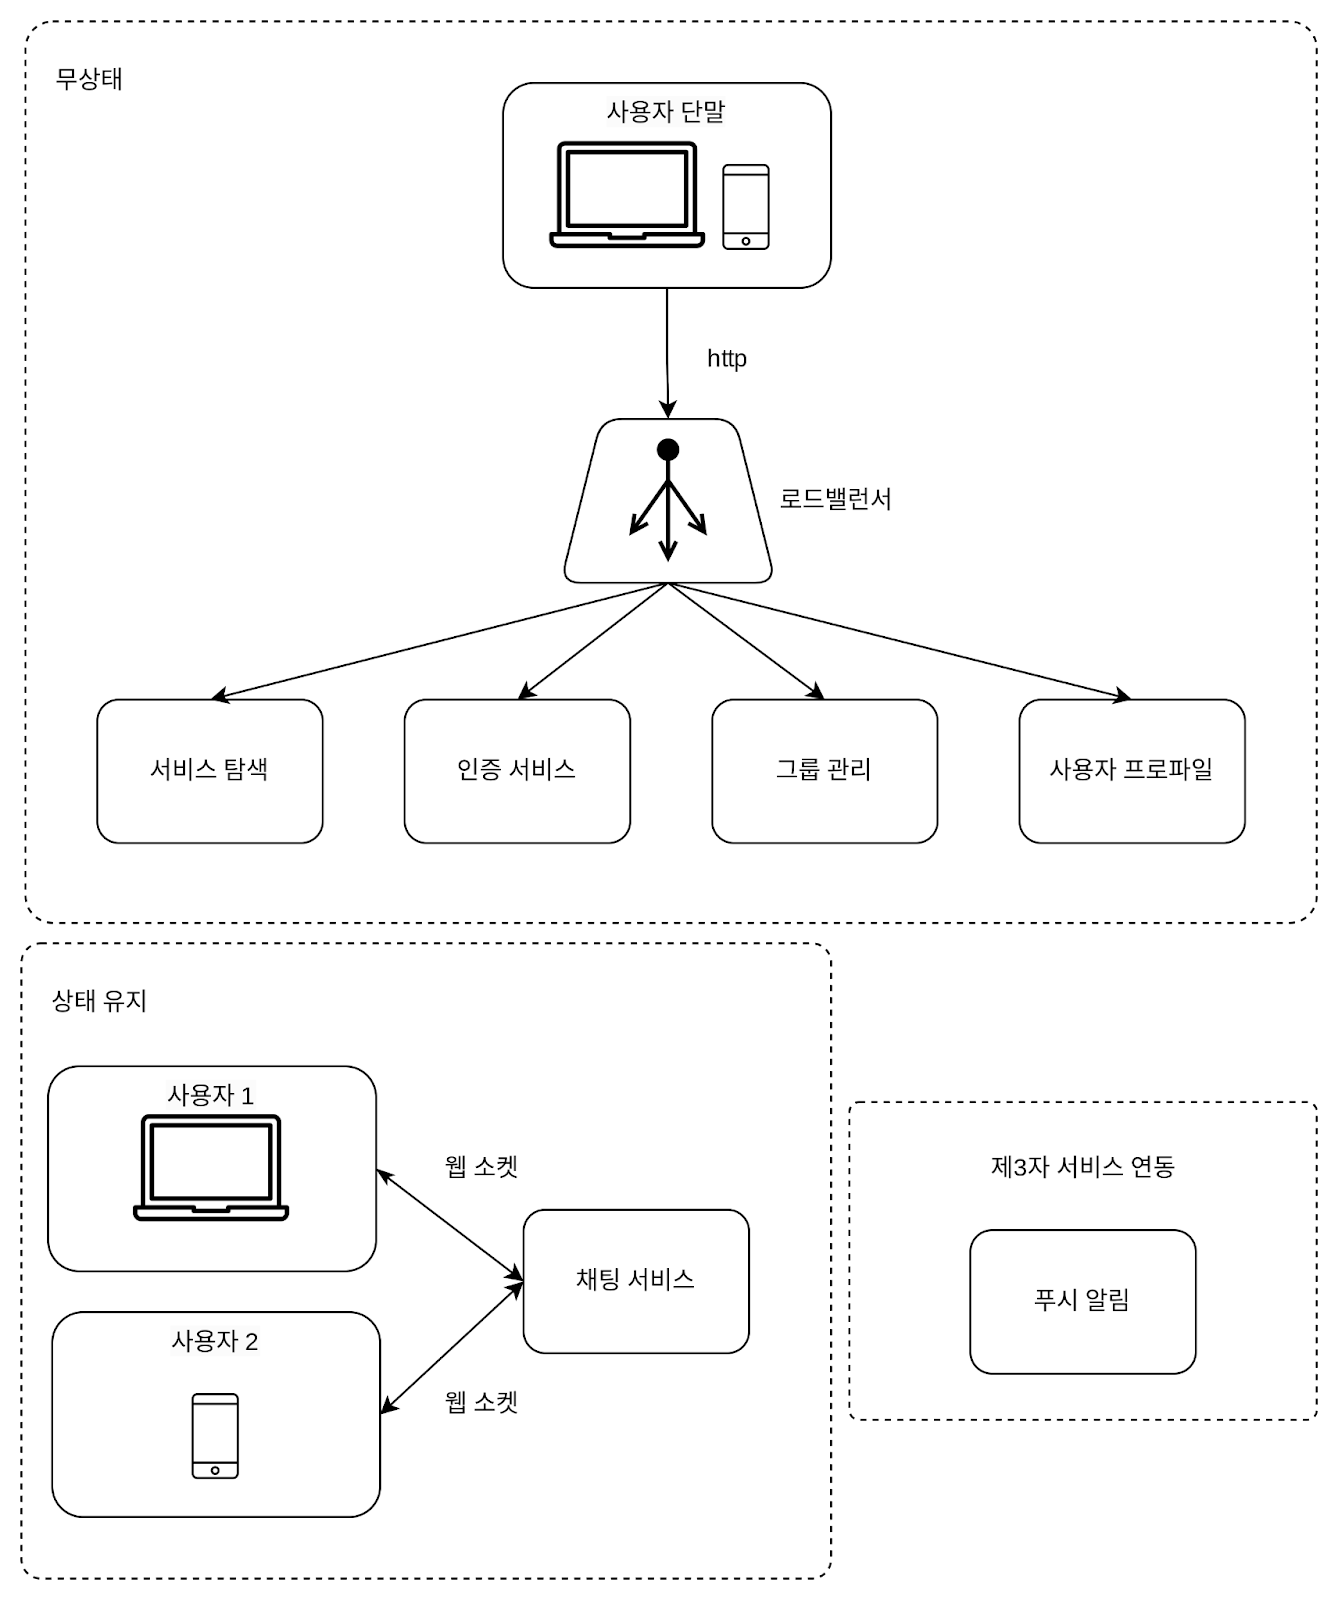 무상태
사용자 단말
http
로드밸런서
서비스 탐색
인증 서비스
그룹 관리
사용자 프로파일
상태 유지
사용자 1
웹 소켓
채팅 서비스
사용자 2
웹 소켓
제3자 서비스 연동
푸시 알림